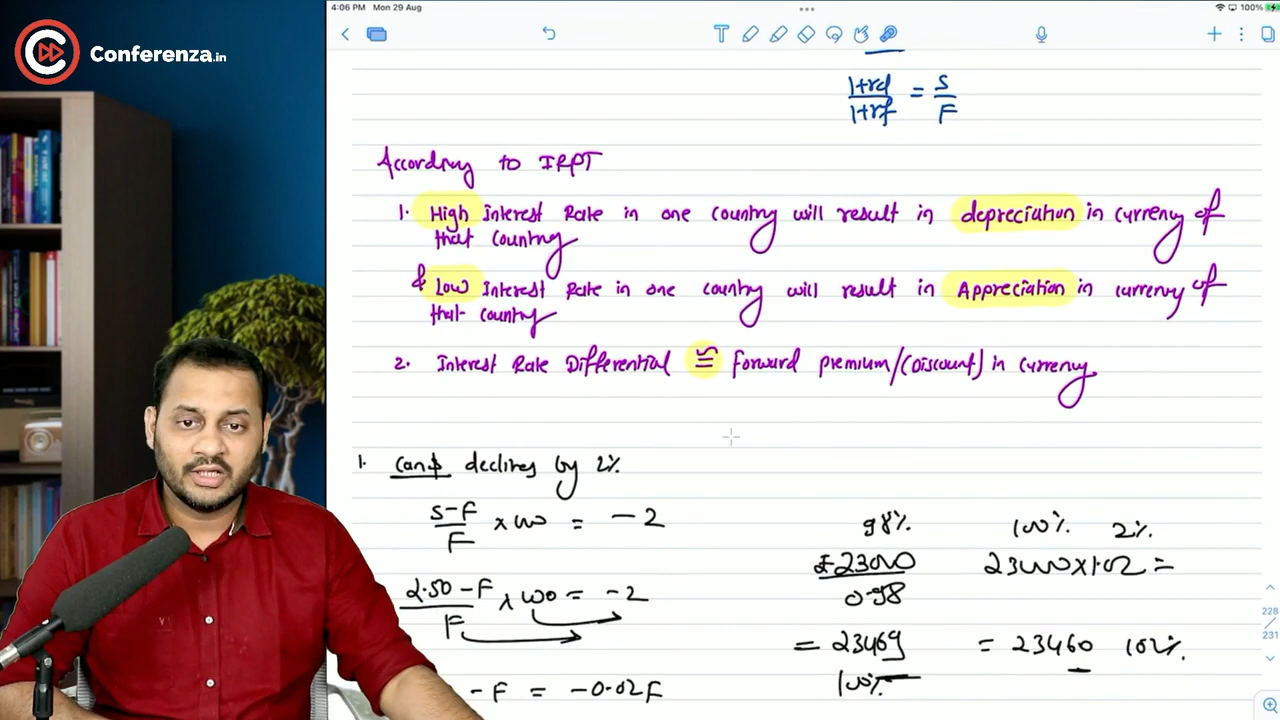 4:06 PM Mon 29 Aug
100%
Conferenza.in
1+rd/1+rf = S/F
According to IRPT
1. High Interest Rate in one country will result in depreciation in currency of
that country
& Low Interest Rate in one country will result in Appreciation in currency of
that country
2. Interest Rate Differential ≅ Forward premium/(Discount) in currency
1. Can$ declines by 2%
S-F/F × 100 = -2
2.50-F/F × 100 = -2
-F = -0.02F
98% 100% 2%
£23000/0.98 23000×1.02 =
= 23469 = 23460 102%.
100%
228
231